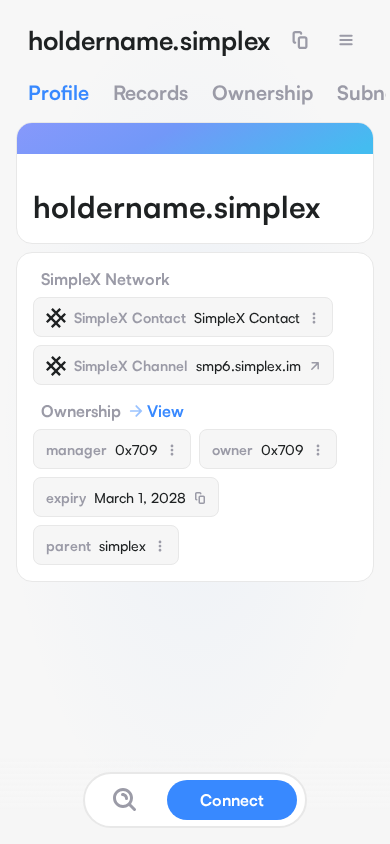 holdername.simplex
Profile Records Ownership Subn
holdername.simplex
SimpleX Network
SimpleX Contact SimpleX Contact
SimpleX Channel smp6.simplex.im
Ownership → View
manager 0x709 owner 0x709
expiry March 1, 2028
parent simplex
Connect